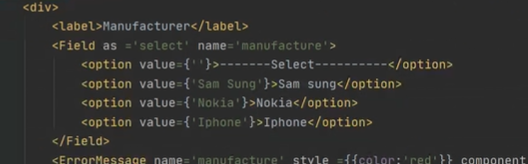 <div>
<label>Manufacturer</label>
<Field as ='select' name='manufacture'>
<option value={''}>-------Select----------</option>
<option value={'Sam Sung'}>Sam sung</option>
<option value={'Nokia'}>Nokia</option>
<option value={'Iphone'}>Iphone</option>
</Field>
<ErrorMessage name='manufacture' style ={{color:'red'}} component